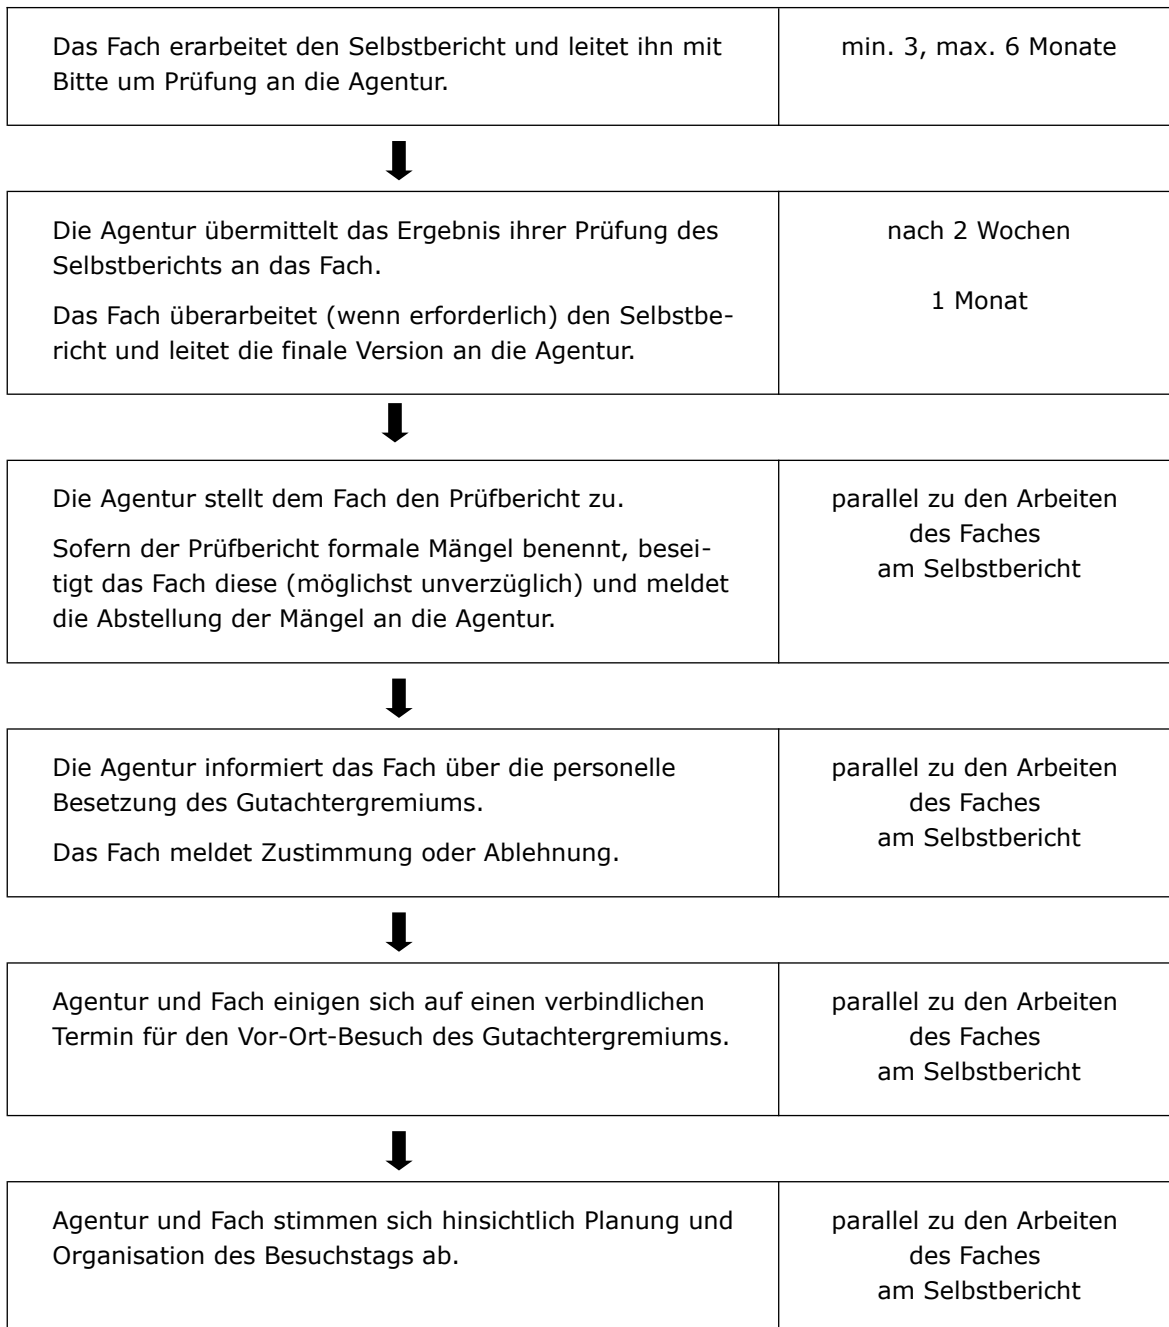 Das Fach erarbeitet den Selbstbericht und leitet ihn mit
Bitte um Prüfung an die Agentur.
min. 3, max. 6 Monate
Die Agentur übermittelt das Ergebnis ihrer Prüfung des
Selbstberichts an das Fach.
Das Fach überarbeitet (wenn erforderlich) den Selbstbe-
richt und leitet die finale Version an die Agentur.
nach 2 Wochen
1 Monat
Die Agentur stellt dem Fach den Prüfbericht zu.
Sofern der Prüfbericht formale Mängel benennt, besei-
tigt das Fach diese (möglichst unverzüglich) und meldet
die Abstellung der Mängel an die Agentur.
parallel zu den Arbeiten
des Faches
am Selbstbericht
Die Agentur informiert das Fach über die personelle
Besetzung des Gutachtergremiums.
Das Fach meldet Zustimmung oder Ablehnung.
parallel zu den Arbeiten
des Faches
am Selbstbericht
Agentur und Fach einigen sich auf einen verbindlichen
Termin für den Vor-Ort-Besuch des Gutachtergremiums.
parallel zu den Arbeiten
des Faches
am Selbstbericht
Agentur und Fach stimmen sich hinsichtlich Planung und
Organisation des Besuchstags ab.
parallel zu den Arbeiten
des Faches
am Selbstbericht